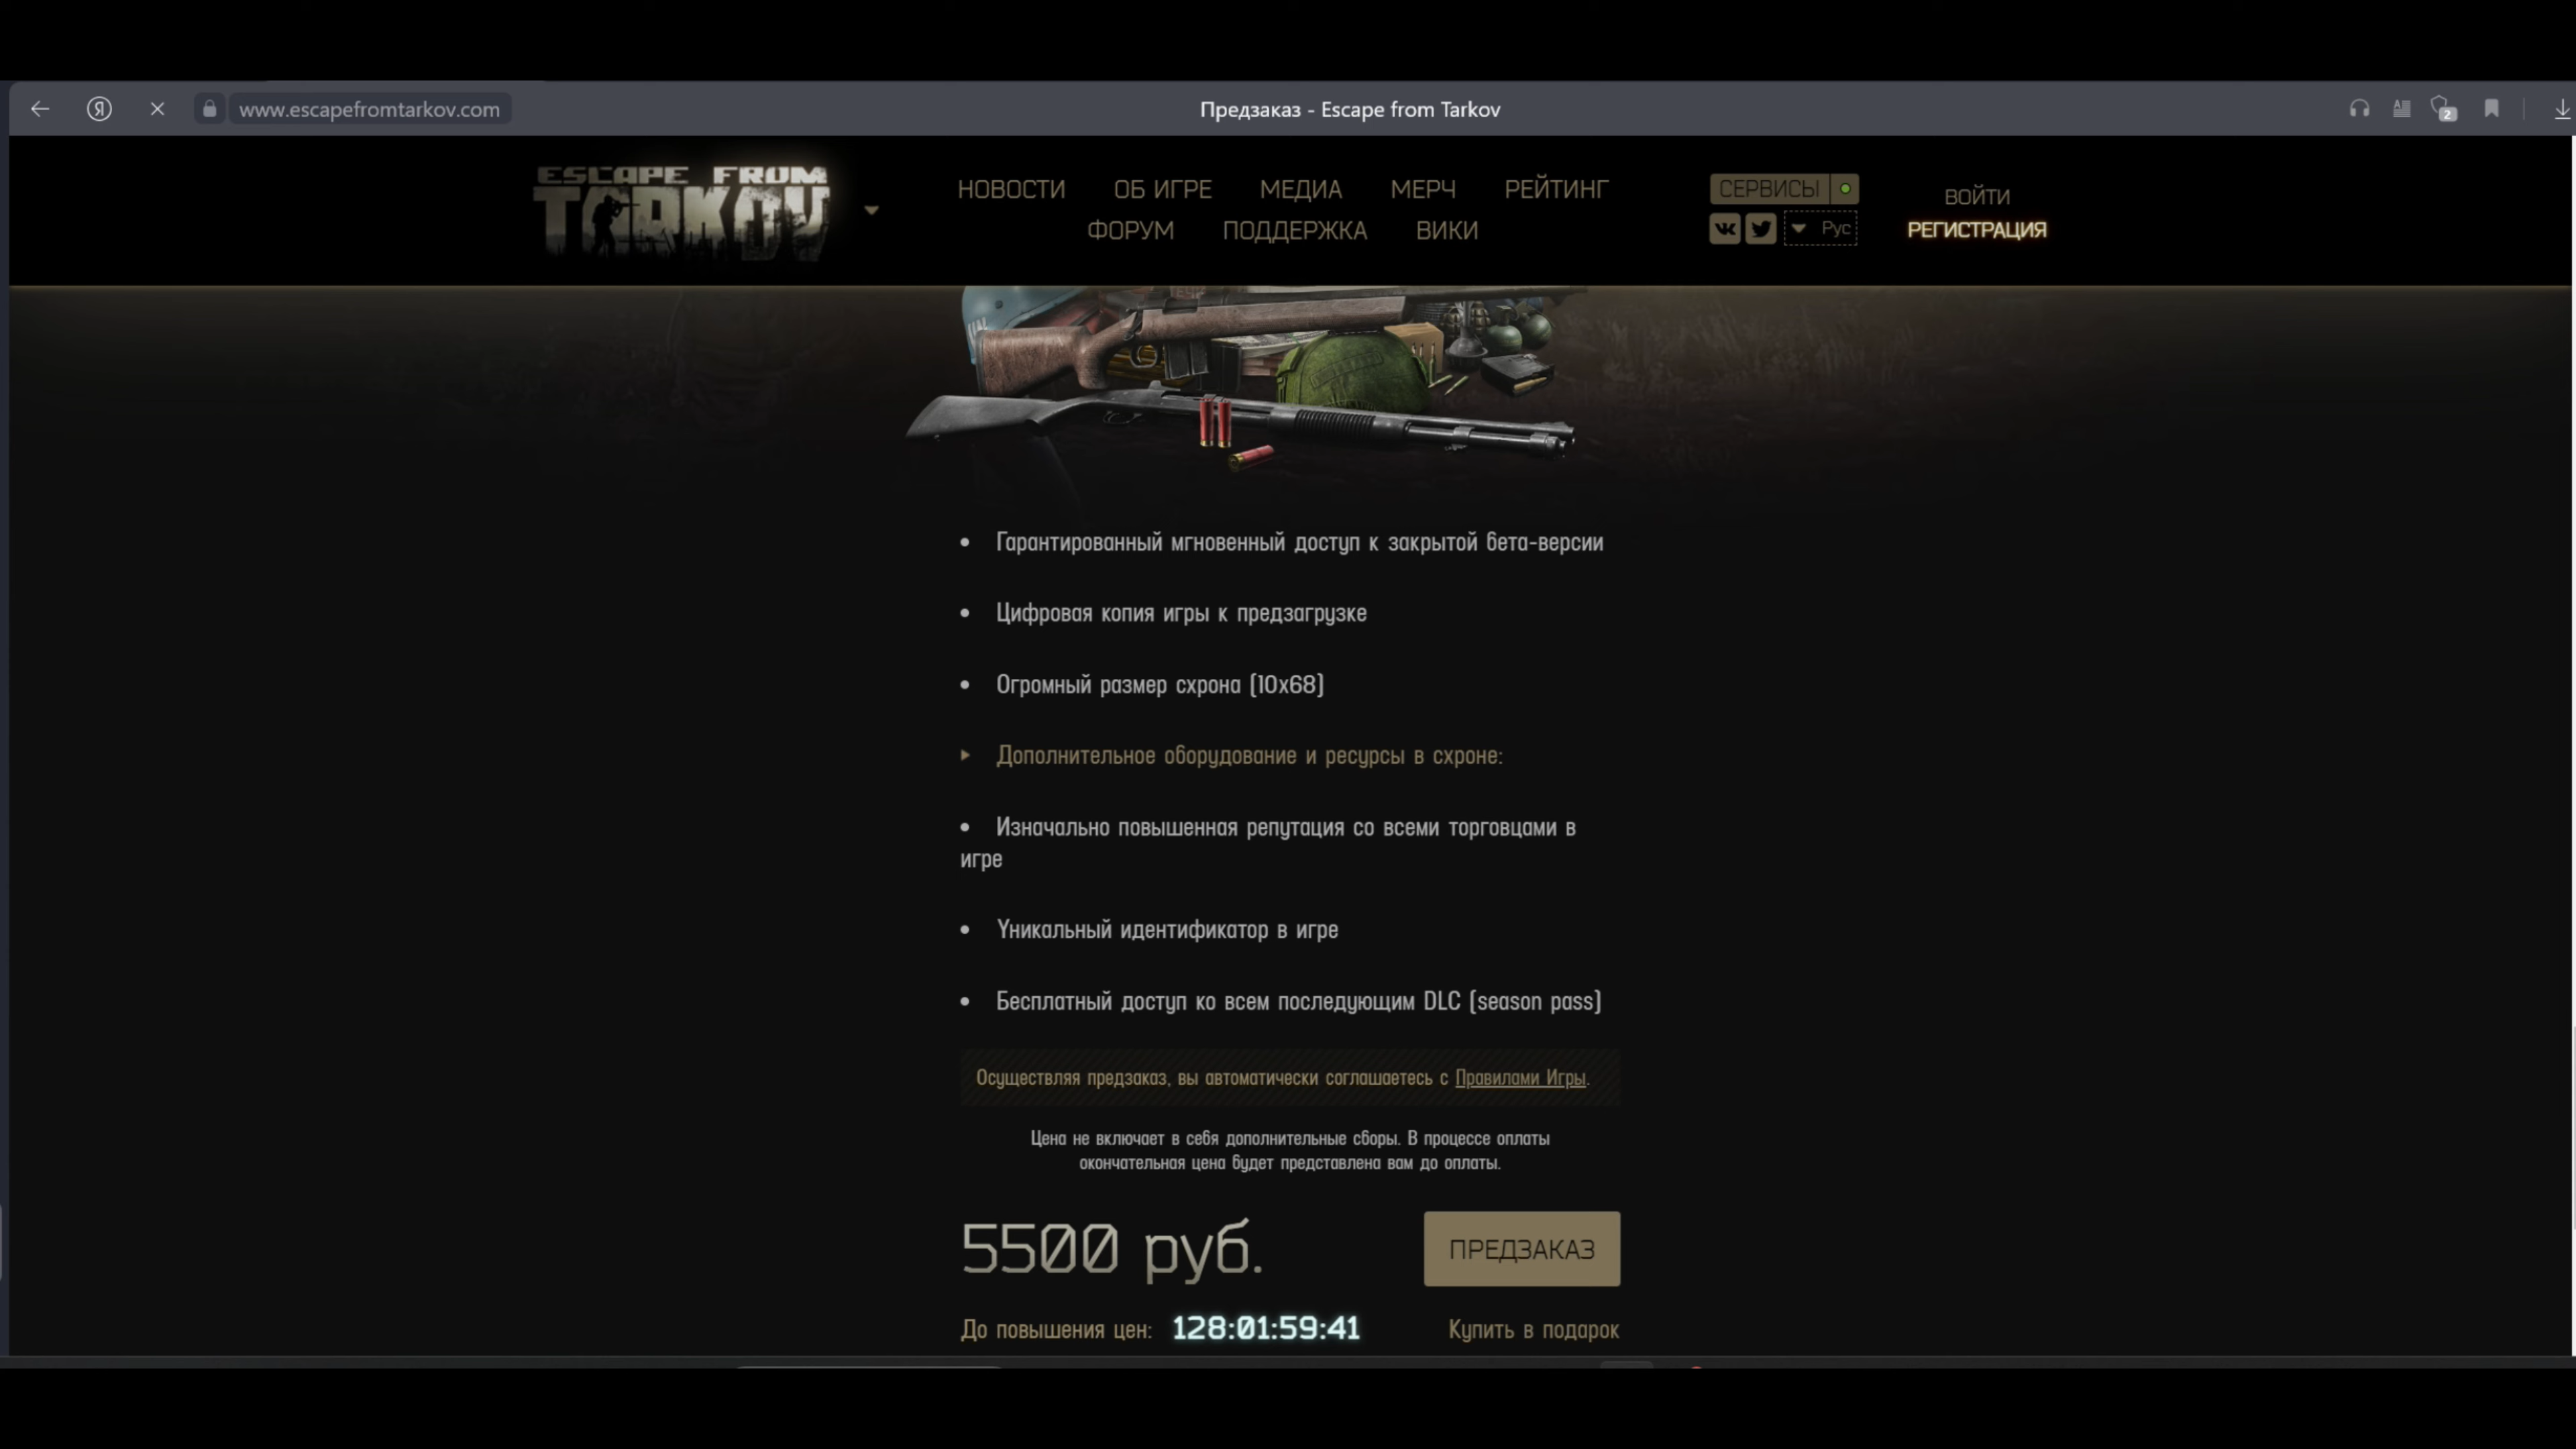 www.escapefromtarkov.com
Предзаказ - Escape from Tarkov
2
ESCAPE FROM
TARKOV
НОВОСТИ ОБ ИГРЕ МЕДИА МЕРЧ РЕЙТИНГ
ФОРУМ ПОДДЕРЖКА ВИКИ
СЕРВИСЫ
Рус
ВОЙТИ
РЕГИСТРАЦИЯ
UN
• Гарантированный мгновенный доступ к закрытой бета-версии
• Цифровая копия игры к предзагрузке
• Огромный размер схрона (10x68)
Дополнительное оборудование и ресурсы в схроне:
• Изначально повышенная репутация со всеми торговцами в
игре
• Уникальный идентификатор в игре
• Бесплатный доступ ко всем последующим DLC (season pass)
Осуществляя предзаказ, вы автоматически соглашаетесь с Правилами Игры.
Цена не включает в себя дополнительные сборы. В процессе оплаты
окончательная цена будет представлена вам до оплаты.
5500 руб.
ПРЕДЗАКАЗ
До повышения цен: 128:01:59:41
Купить в подарок